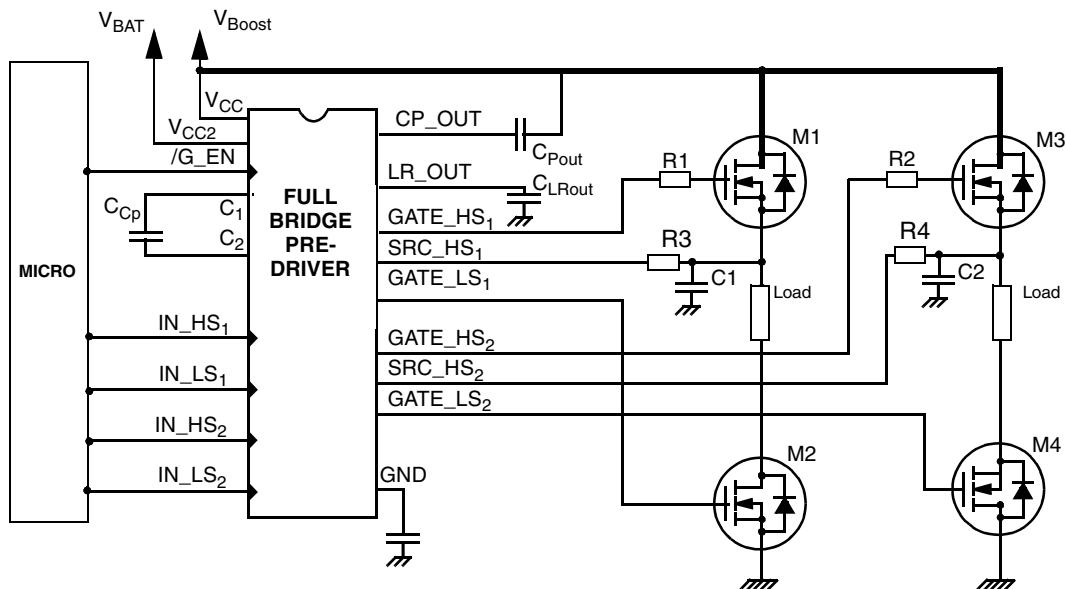 VBAT
VBoost
VCC
VCC2
/G_EN
CCp
C1
C2
MICRO
FULL
BRIDGE
PRE-
DRIVER
IN_HS1
IN_LS1
IN_HS2
IN_LS2
CP_OUT
CPout
LR_OUT
CLRout
GATE_HS1
SRC_HS1
GATE_LS1
GATE_HS2
SRC_HS2
GATE_LS2
GND
R1
M1
R2
M3
R3
C1
Load
R4
C2
Load
M2
M4